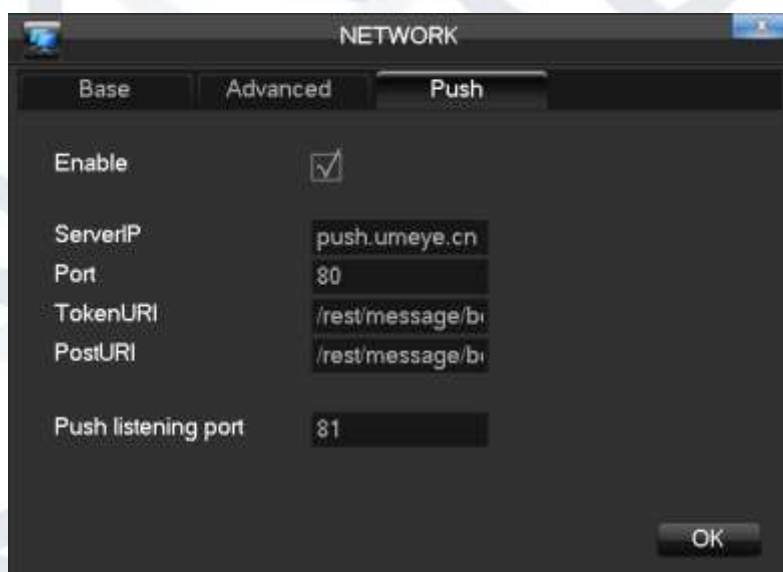 NETWORK
Base Advanced Push
Enable
ServerIP push.umeye.cn
Port 80
TokenURI /rest/message/b
PostURI /rest/message/b
Push listening port 81
OK